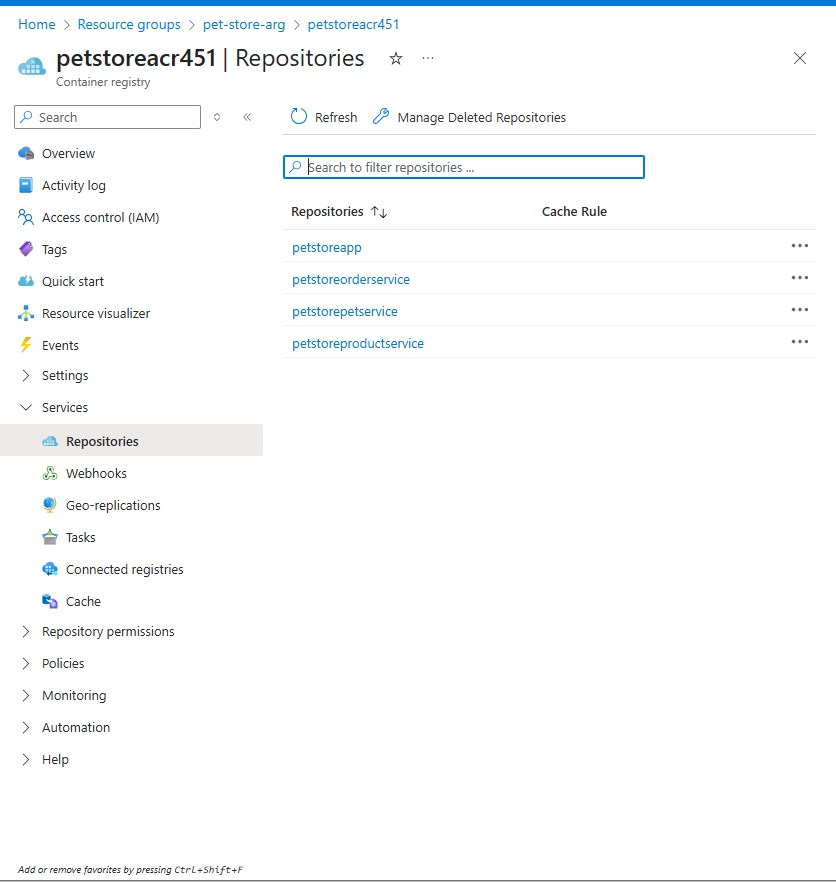 Home > Resource groups > pet-store-arg > petstoreacr451
petstoreacr451 | Repositories
Container registry
Search
Refresh Manage Deleted Repositories
Overview
Activity log
Access control (IAM)
Tags
Quick start
Resource visualizer
Events
Settings
Services
Repositories
Webhooks
Geo-replications
Tasks
Connected registries
Cache
Repository permissions
Policies
Monitoring
Automation
Help
Search to filter repositories ...
Repositories Cache Rule
petstoreapp
petstoreorderservice
petstorepetservice
petstoreproductservice
Add or remove favorites by pressing Ctrl+Shift+F